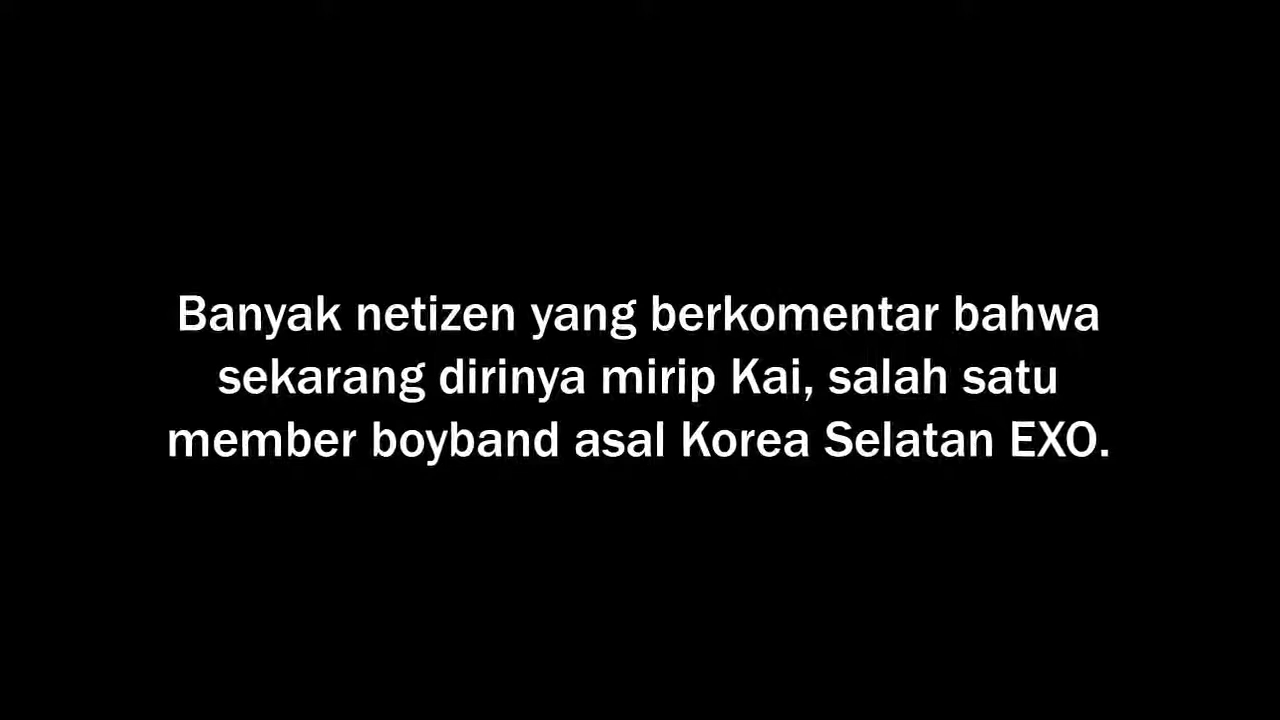 Banyak netizen yang berkomentar bahwa
sekarang dirinya mirip Kai, salah satu
member boyband asal Korea Selatan EXO.